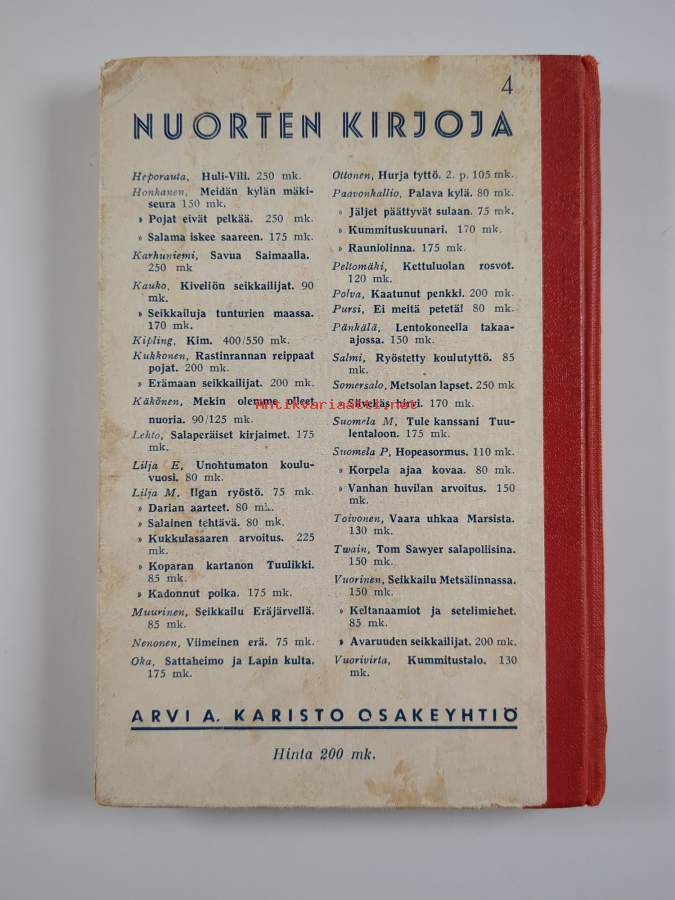 4
NUORTEN KIRJOJA
Heporauta, Huli-Vili. 250 mk.
Honkanen, Meidän kylän mäki-
seura 150 mk.
» Pojat eivät pelkää. 250 mk.
» Salama iskee saareen. 175 mk.
Karhuniemi, Savua Saimaalla.
250 mk
Kauko, Kiveliön seikkailijat. 90
mk.
» Seikkailuja tunturien maassa.
170 mk.
Kipling, Kim. 400/550 mk.
Kukkonen, Rastinrannan reippaat
pojat. 200 mk.
» Erämaan seikkailijat. 200 mk.
Käkönen, Mekin olemme olleet
nuoria. 90/125 mk.
Lehto, Salaperäiset kirjaimet. 175
mk.
Lilja E, Unohtumaton koulu-
vuosi. 80 mk.
Lilja M, Ilgan ryöstö. 75 mk.
» Darian aarteet. 80 mk.
» Salainen tehtävä. 80 mk.
» Kukkulasaaren arvoitus. 225
mk.
» Koparan kartanon Tuulikki.
85 mk.
» Kadonnut poika. 175 mk.
Muurinen, Seikkailu Eräjärvellä.
85 mk.
Nenonen, Viimeinen erä. 75 mk.
Oka, Sattaheimo ja Lapin kulta.
175 mk.
Ottonen, Hurja tyttö. 2. p. 105 mk.
Paavonkallio, Palava kylä. 80 mk.
» Jäljet päättyvät sulaan. 75 mk.
» Kummituskuunari. 170 mk.
» Rauniolinna. 175 mk.
Peltomäki, Kettuluolan rosvot.
120 mk.
Polva, Kaatunut penkki. 200 mk.
Pursi, Ei meitä petetä! 80 mk.
Pänkälä, Lentokoneella takaa-
ajossa. 150 mk.
Salmi, Ryöstetty koulutyttö. 85
mk.
Somersalo, Metsolan lapset. 250 mk
» Siiveliäs hirvi. 170 mk.
Suomela M, Tule kanssani Tuu-
lentaloon. 175 mk.
Suomela P, Hopeasormus. 110 mk.
» Korpela ajaa kovaa. 80 mk.
» Vanhan huvilan arvoitus. 150
mk.
Toivonen, Vaara uhkaa Marsista.
130 mk.
Twain, Tom Sawyer salapoliisina.
150 mk.
Vuorinen, Seikkailu Metsälinnassa.
150 mk.
» Keltanaamiot ja setelimiehet.
85 mk.
» Avaruuden seikkailijat. 200 mk.
Vuorivirta, Kummitustalo. 130
mk.
Antikvariaatti.net
ARVI A. KARISTO OSAKEYHTIÖ
Hinta 200 mk.